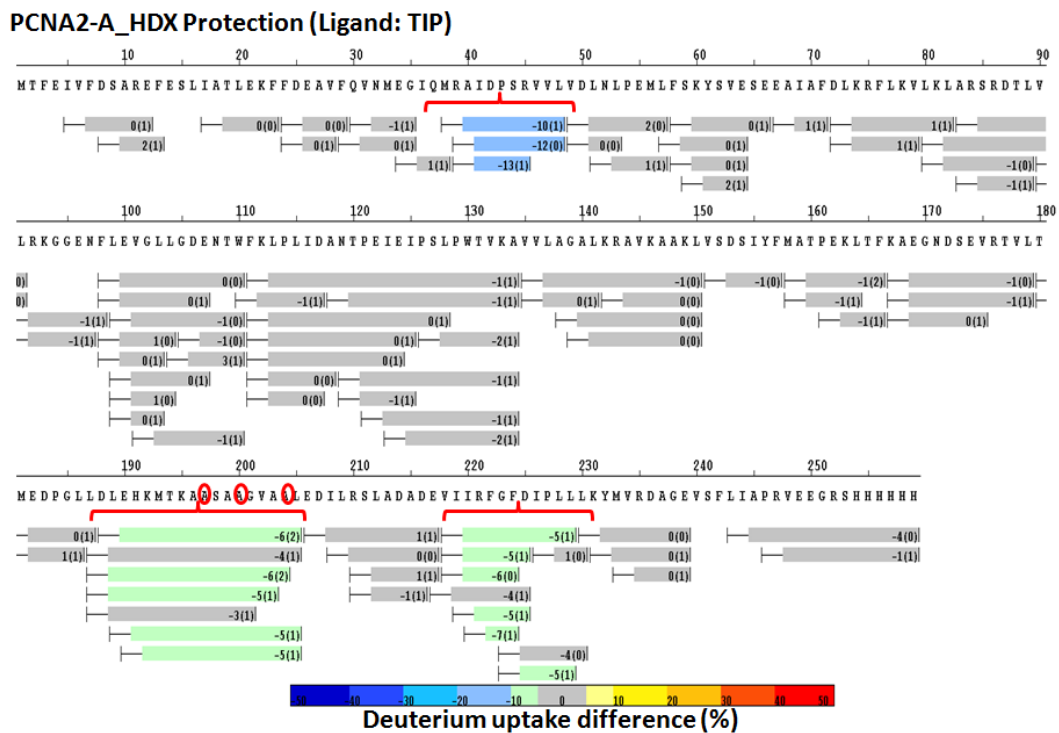 PCNA2-A_HDX Protection (Ligand: TIP)
10 20 30 40 50 60 70 80 90
M T F E I V F D S A R E F E S L I A T L E K F F D E A V F Q V N M E G I Q M R A I D P S R V V L V D L N L P E M L F S K Y S V E S E E A I A F D L F R L K V L K L A R S R D T L V
0(1) 0(0) 0(0) -1(1) -10(1) 2(0) 0(1) 1(1) 1(1)
2(1) 0(1) 0(1) -12(0) 0(0) 0(1) 1(1)
1(1) -13(1) 1(1) 0(1) -1(0)
2(1) -1(1)
100 110 120 130 140 150 160 170 180
L R K G G E N F L E V G L L G D E N T W F K L P L I D A N T P E I E I P S L P W T V K A V V L A G A L K R A V K A A K L V S D S I Y F M A T P E K L T F K A E G N D S E V R T V L T
0) 0(0) -1(1) -1(0) -1(0) -1(2) -1(0)
0) 0(1) -1(1) -1(1) 0(1) 0(0) -1(1) -1(1)
-1(1) -1(0) 0(1) 0(0) -1(1) 0(1)
-1(1) 1(0) -1(0) 0(1) -2(1) 0(0)
0(1) 3(1) 0(1)
0(1) 0(0) -1(1)
1(0) 0(0) -1(1)
0(1) -1(1)
-1(1) -2(1)
190 200 210 220 230 240 250
M E D P G L L D L E H K M T K A A S A A G V A A L E D I L R S L A D A D E V I I R F G F D I P L L L K Y M V R D A G E V S F L I A P R V E E G R S H H H H H H
0(1) -6(2) 1(1) -5(1) 0(0) -4(0)
1(1) -4(1) 0(0) -5(1) 1(0) 0(1) -1(1)
-6(2) 1(1) -6(0) 0(1)
-5(1) -1(1) -4(1)
-3(1) -5(1)
-5(1) -7(1)
-5(1) -4(0)
-5(1)
-50 -40 -30 -20 -10 0 10 20 30 40 50
Deuterium uptake difference (%)